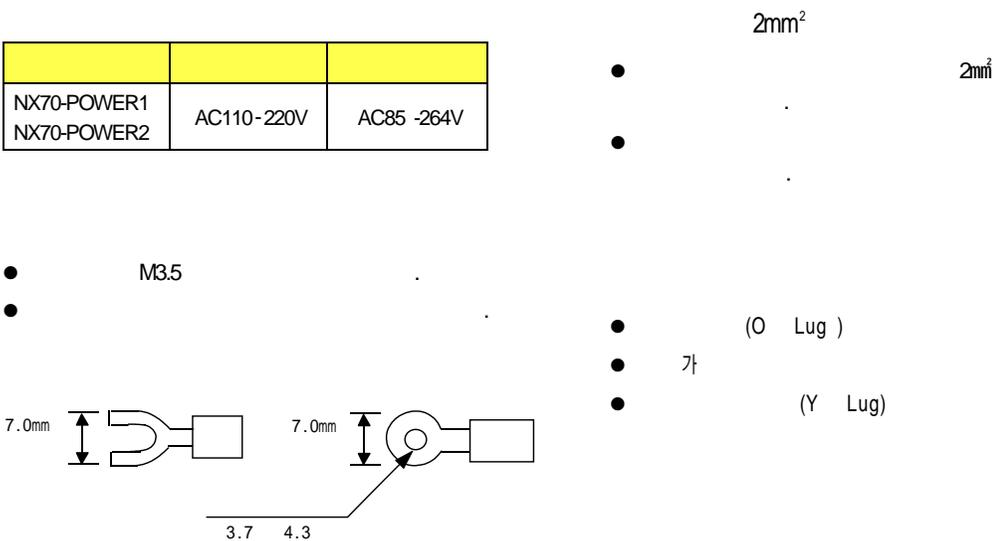 NX70-POWER1
NX70-POWER2
AC110-220V
AC85 -264V
M3.5 .
.
7.0mm
7.0mm
3.7 4.3
2mm²
2mm²
.
.
(O Lug )
가
(Y Lug)